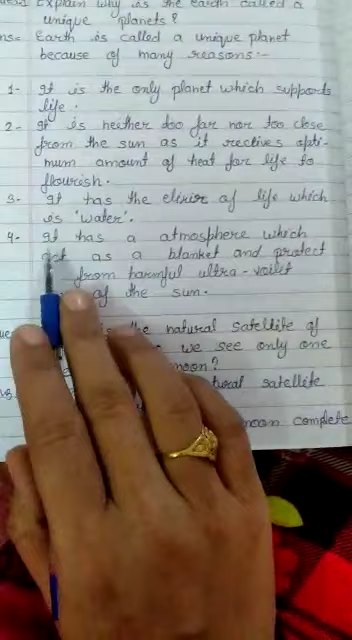 Explain why is the earth called a
unique planets?
Ans= Earth is called a unique planet
because of many reasons:-
1- It is the only planet which supports
life.
2- It is neither too far nor too close
from the sun as it rectives opti-
mum amount of heat for life to
flourish.
3- It has the elixir of life which
is 'water'.
4- It has a atmosphere which
act as a blanket and protect
from harmful ultra-voilet
of the sun.
the natural satellite of
we see only one
moon?
satellite
moon complete